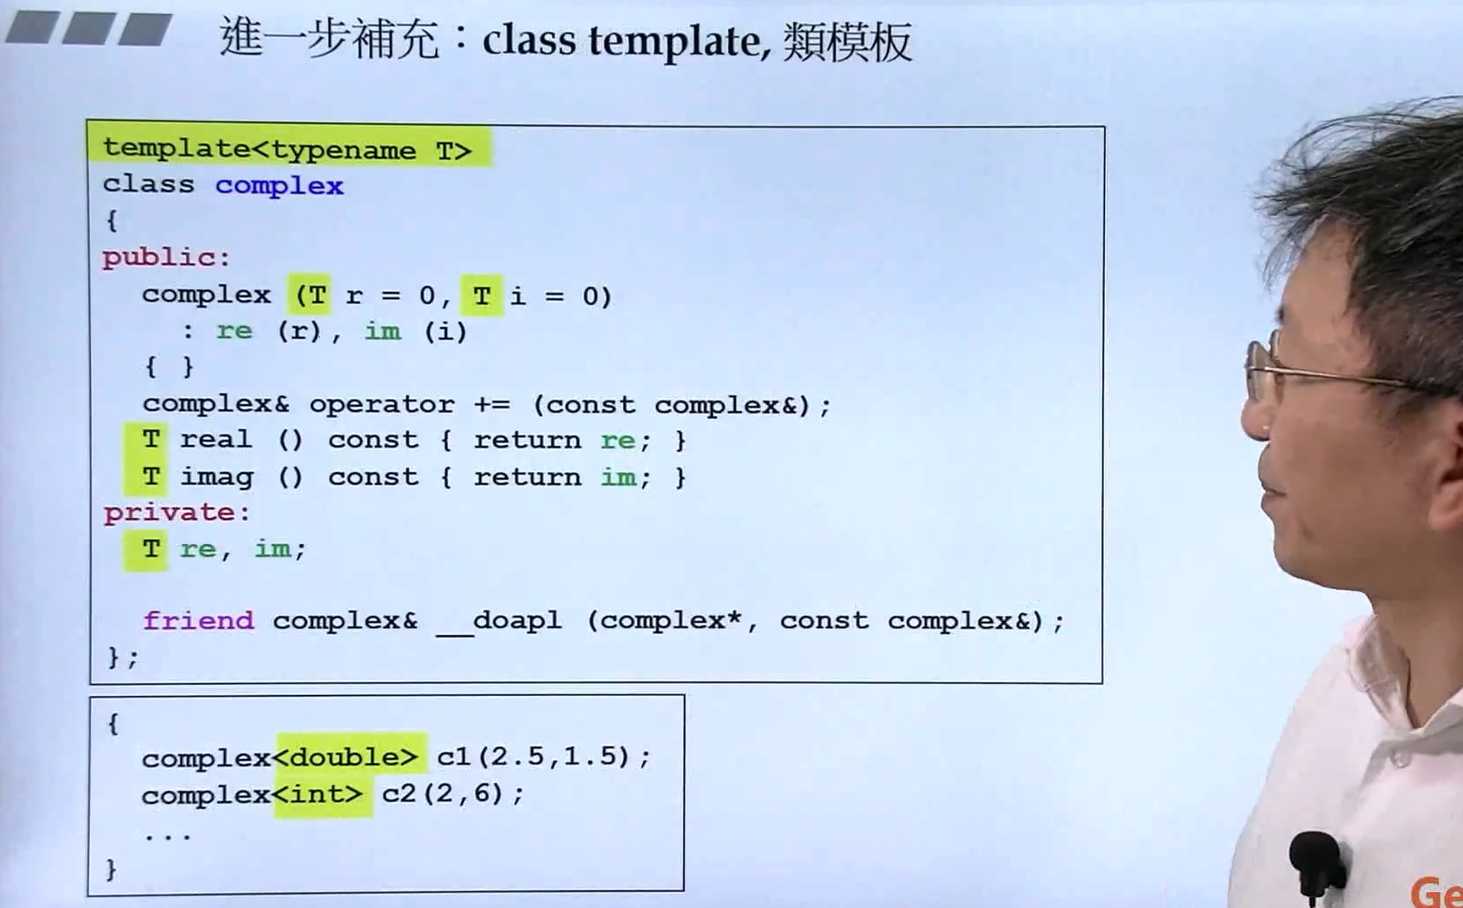 進一步補充：class template, 類模板
template<typename T>
class complex
{
public:
complex (T r = 0, T i = 0)
: re (r), im (i)
{ }
complex& operator += (const complex&);
T real () const { return re; }
T imag () const { return im; }
private:
T re, im;
friend complex& __doapl (complex*, const complex&);
};
{
complex<double> c1(2.5,1.5);
complex<int> c2(2,6);
...
}
Ge